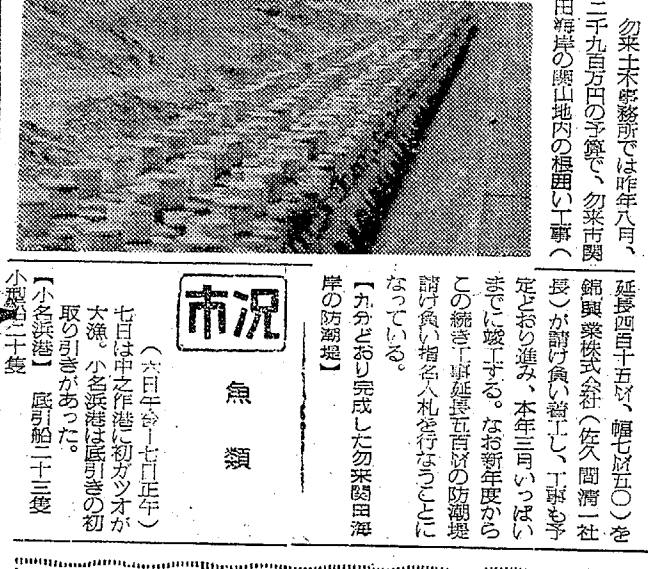 勿来土木事務所では昨年八月、
二千九百万円の予算で、勿来市関
田海岸の関山地内の根囲い工事（
延長四百十五㍍、幅七㍍五〇）を
錦興業株式会社（佐久間清一社
長）が請け負い着工し、工事も予
定どおり進み、本年三月いっぱい
までに竣工する。なお新年度から
この続き工事延長五百㍍の防潮堤
請け負い指名入札を行なうことに
なっている。
【九分どおり完成した勿来関田海
岸の防潮堤】
市況
魚類
（六日午後一七日正午）
七日は中之作港に初ガツオが
大漁。小名浜港は底引きの初
取り引きがあった。
【小名浜港】 底引船二十三隻
小型船二十隻